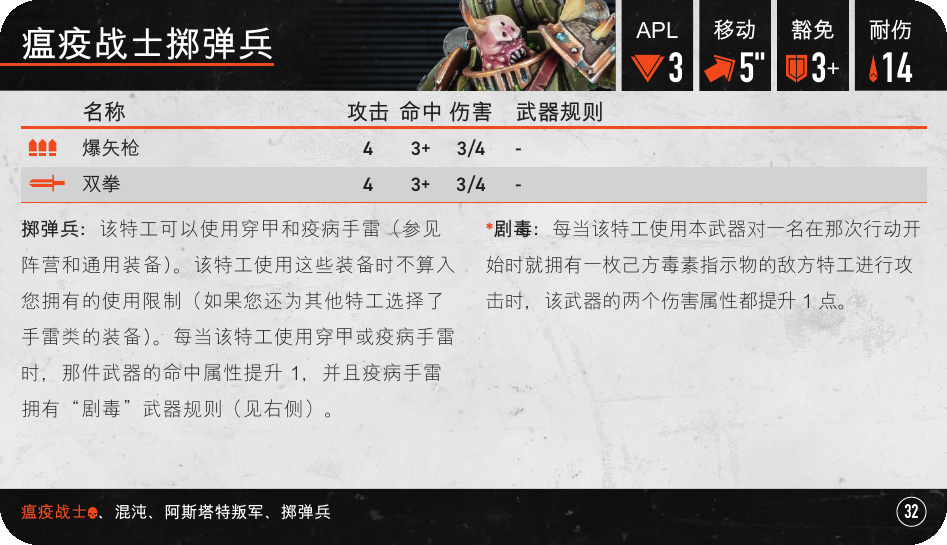 瘟疫战士掷弹兵
APL 移动 豁免 耐伤
3 5" 3+ 14
名称 攻击 命中 伤害 武器规则
爆矢枪 4 3+ 3/4 -
双拳 4 3+ 3/4 -
掷弹兵：该特工可以使用穿甲和疫病手雷（参见
阵营和通用装备）。该特工使用这些装备时不算入
您拥有的使用限制（如果您还为其他特工选择了
手雷类的装备）。每当该特工使用穿甲或疫病手雷
时，那件武器的命中属性提升 1，并且疫病手雷
拥有“剧毒”武器规则（见右侧）。
*剧毒：每当该特工使用本武器对一名在那次行动开
始时就拥有一枚己方毒素指示物的敌方特工进行攻
击时，该武器的两个伤害属性都提升 1 点。
瘟疫战士、混沌、阿斯塔特叛军、掷弹兵
32